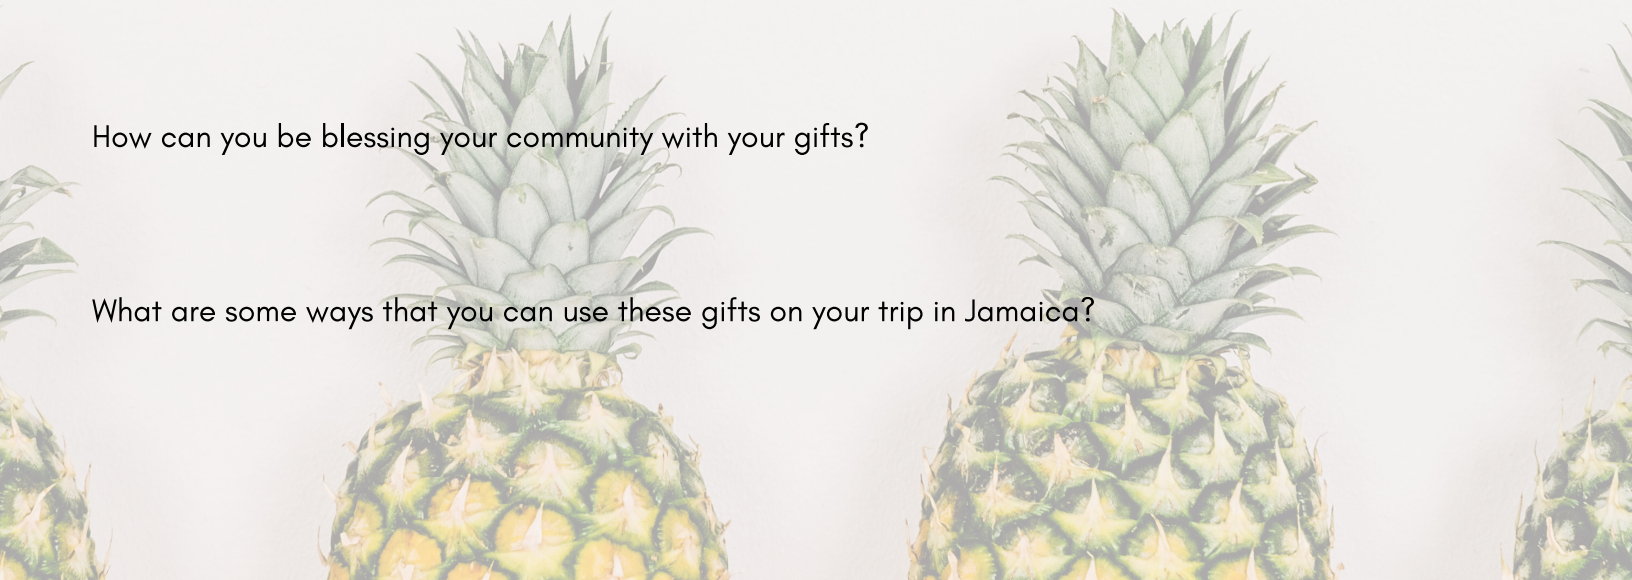 How can you be blessing your community with your gifts?
What are some ways that you can use these gifts on your trip in Jamaica?